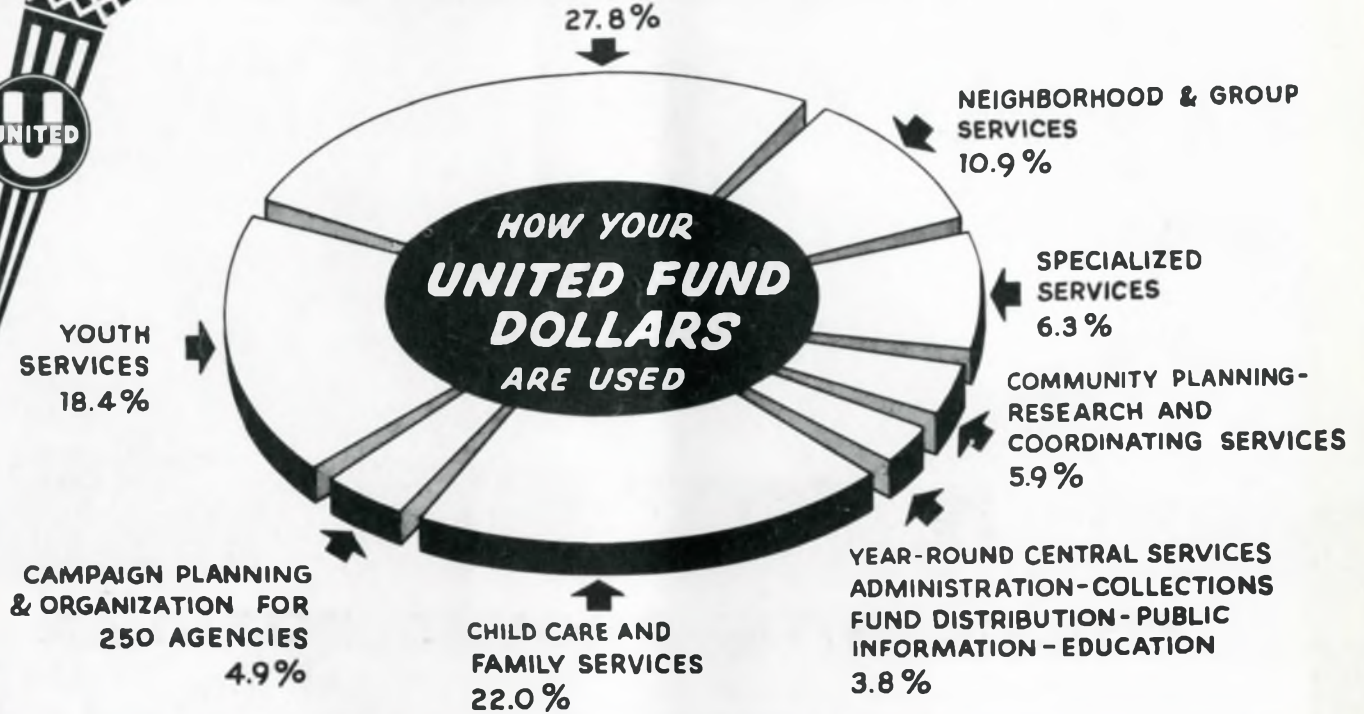 27.8%
NEIGHBORHOOD & GROUP
SERVICES
10.9%
UNITED
U
HOW YOUR
UNITED FUND
DOLLARS
ARE USED
SPECIALIZED
SERVICES
6.3%
YOUTH
SERVICES
18.4%
COMMUNITY PLANNING-
RESEARCH AND
COORDINATING SERVICES
5.9%
YEAR-ROUND CENTRAL SERVICES
ADMINISTRATION-COLLECTIONS
FUND DISTRIBUTION-PUBLIC
INFORMATION-EDUCATION
3.8%
CAMPAIGN PLANNING
& ORGANIZATION FOR
250 AGENCIES
4.9%
CHILD CARE AND
FAMILY SERVICES
22.0%